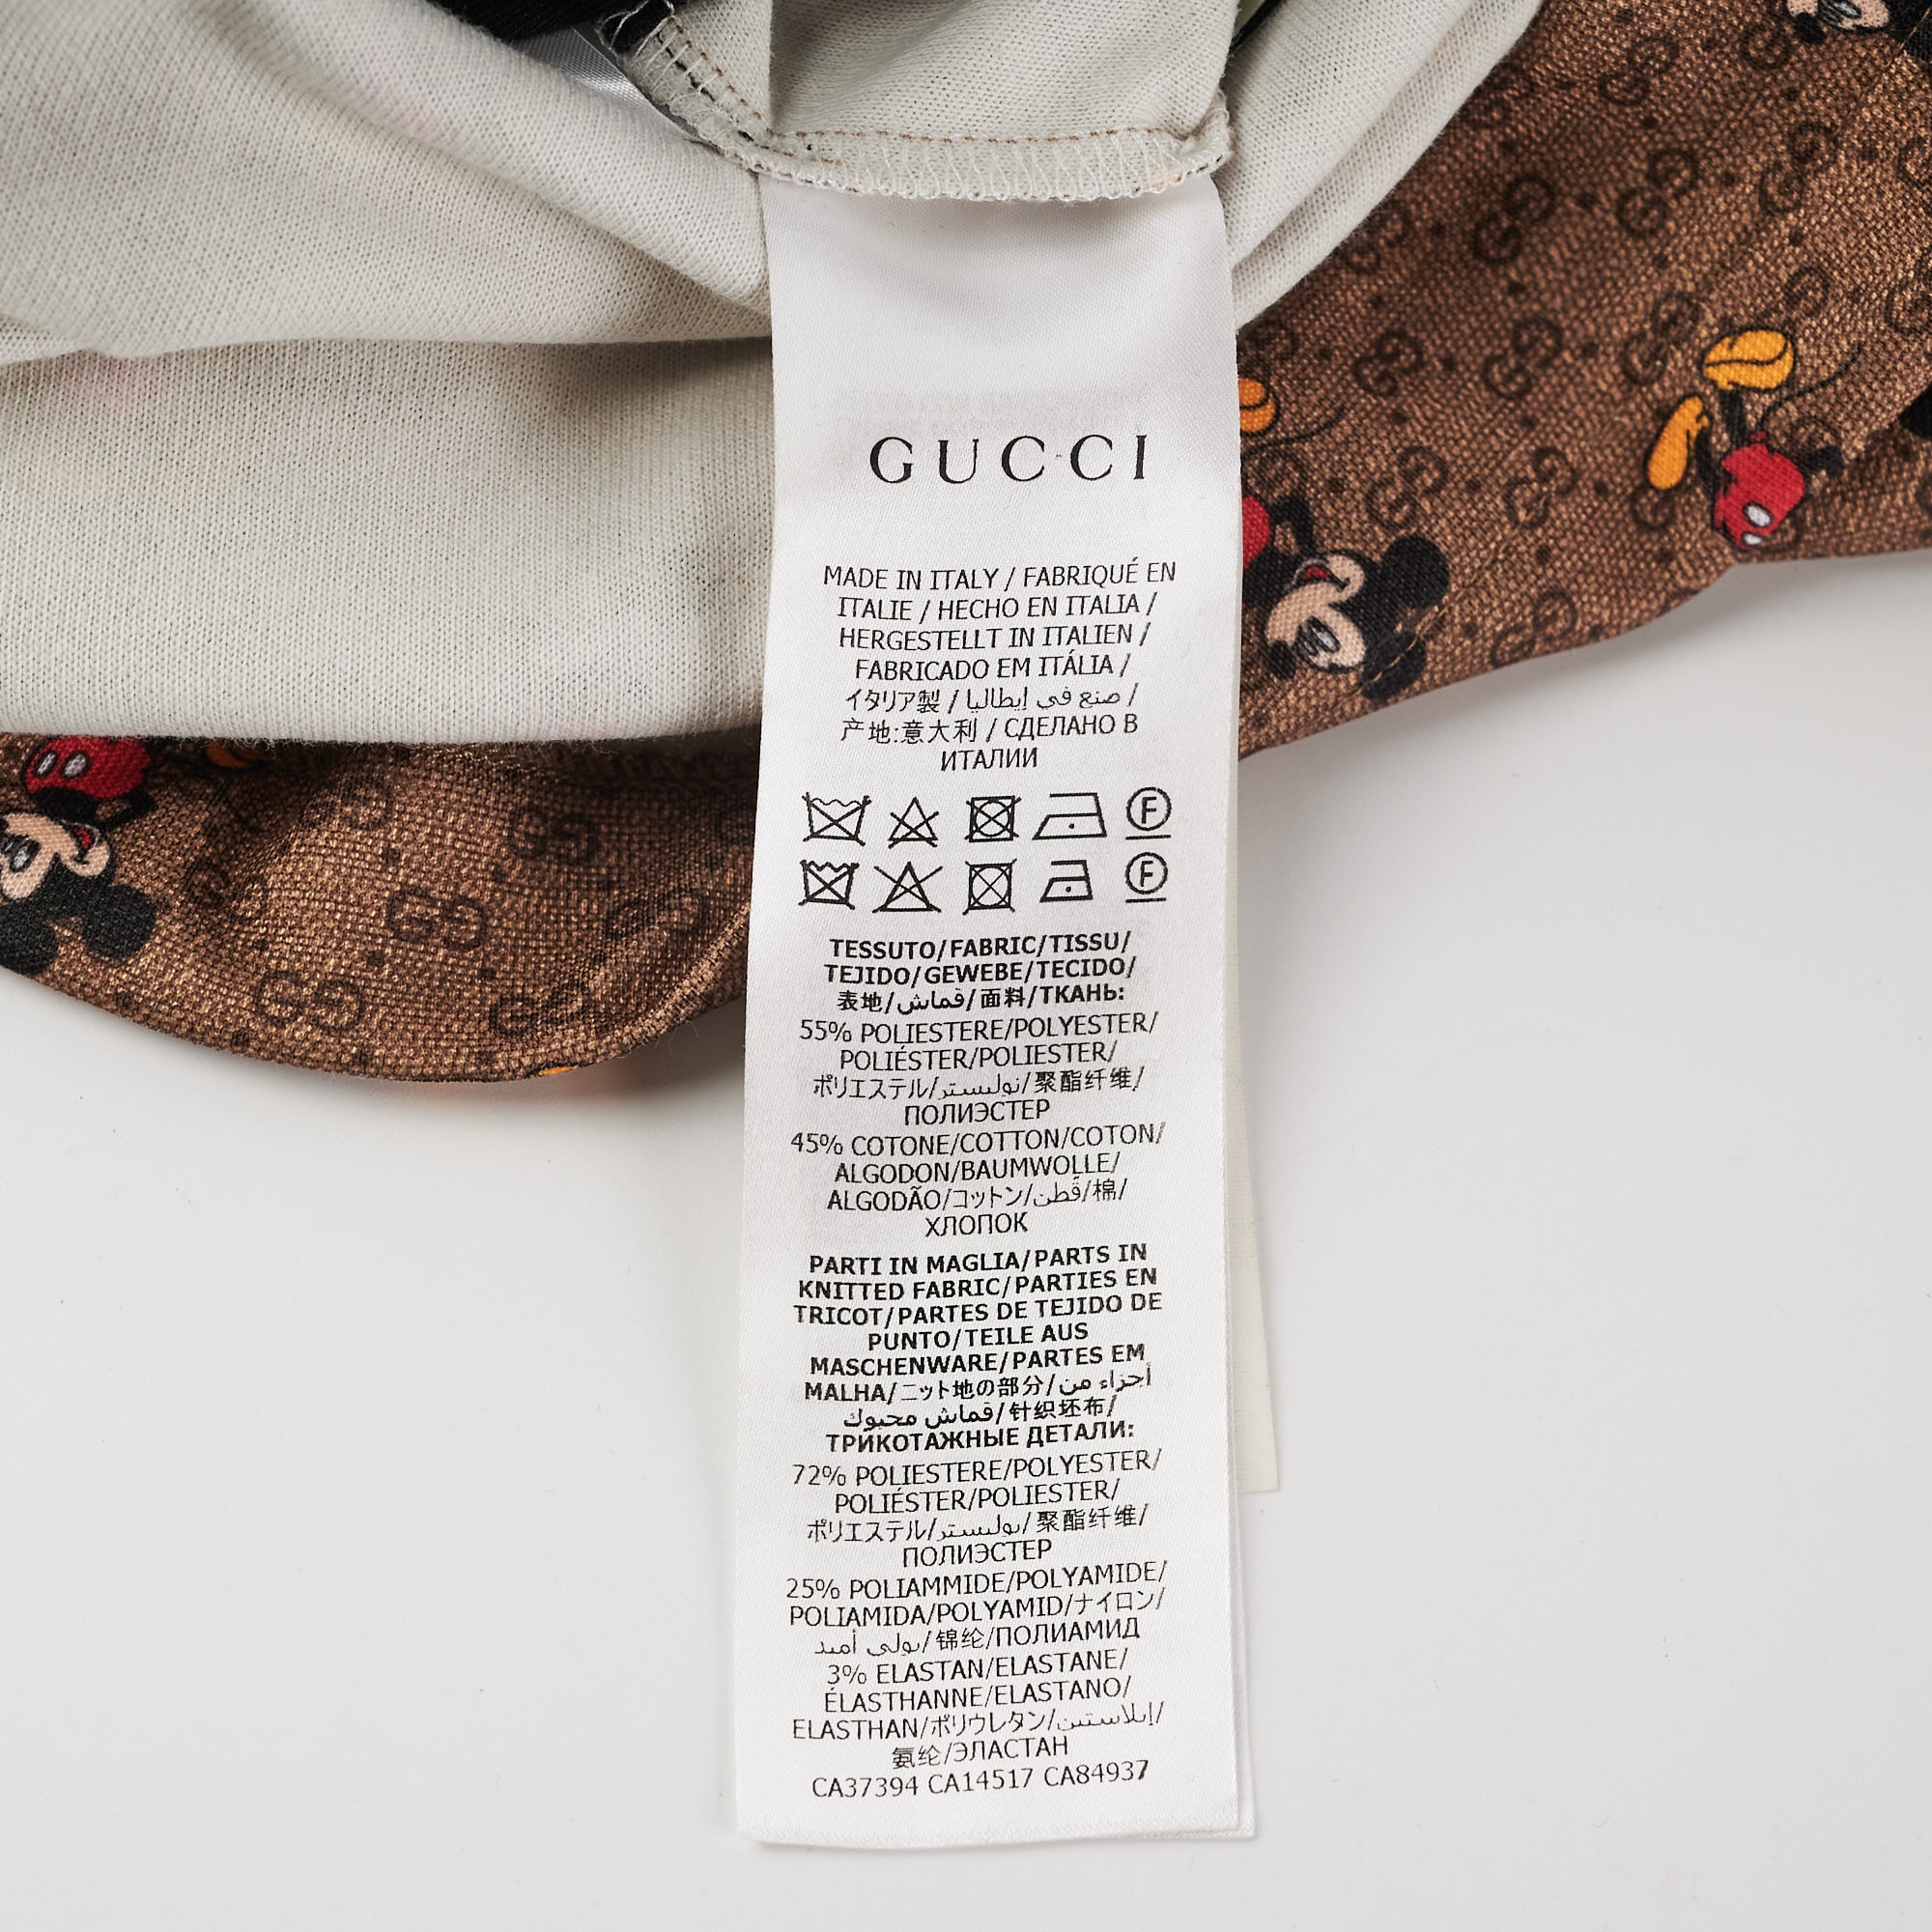 GUCCI
MADE IN ITALY / FABRIQUÉ EN
ITALIE / HECHO EN ITALIA /
HERGESTELLT IN ITALIEN /
FABRICADO EM ITÁLIA /
イタリア製 / صنع في إيطاليا /
产地:意大利 / СДЕЛАНО В
ИТАЛИИ
F
F
TESSUTO/FABRIC/TISSU/
TEJIDO/GEWEBE/TECIDO/
表地/قماش/面料/ТКАНЬ:
55% POLIESTERE/POLYESTER/
POLIÉSTER/POLIESTER/
ポリエステル/بوليستر/聚酯纤维/
ПОЛИЭСТЕР
45% COTONE/COTTON/COTON/
ALGODON/BAUMWOLLE/
ALGODÃO/コットン/قطن/棉/
ХЛОПОК
PARTI IN MAGLIA/PARTS IN
KNITTED FABRIC/PARTIES EN
TRICOT/PARTES DE TEJIDO DE
PUNTO/TEILE AUS
MASCHENWARE/PARTES EM
MALHA/ニット地の部分/أجزاء من
قماش محبوك/针织坯布/
ТРИКОТАЖНЫЕ ДЕТАЛИ:
72% POLIESTERE/POLYESTER/
POLIÉSTER/POLIESTER/
ポリエステル/بوليستر/聚酯纤维/
ПОЛИЭСТЕР
25% POLIAMMIDE/POLYAMIDE/
POLIAMIDA/POLYAMID/ナイロン/
بولي أميد/锦纶/ПОЛИАМИД
3% ELASTAN/ELASTANE/
ÉLASTHANNE/ELASTANO/
ELASTHAN/ポリウレタン/إيلاستين/
氨纶/ЭЛАСТАН
CA37394 CA14517 CA84937